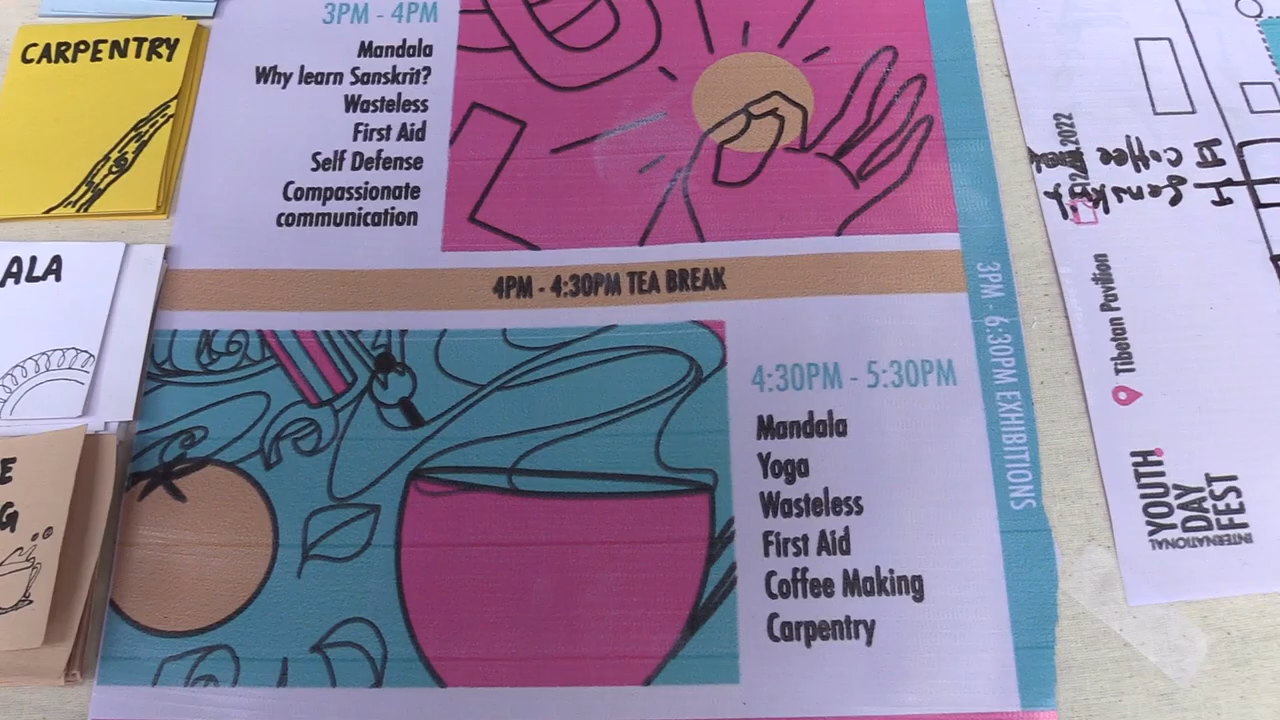 CARPENTRY
ALA
E
G
3PM - 4PM
Mandala
Why learn Sanskrit?
Wasteless
First Aid
Self Defense
Compassionate
communication
4PM - 4:30PM TEA BREAK
4:30PM - 5:30PM
Mandala
Yoga
Wasteless
First Aid
Coffee Making
Carpentry
3PM - 6:30PM EXHIBITIONS
2022
Coffee
Tibetan Pavilion
INTERNATIONAL
YOUTH.
DAY
FEST